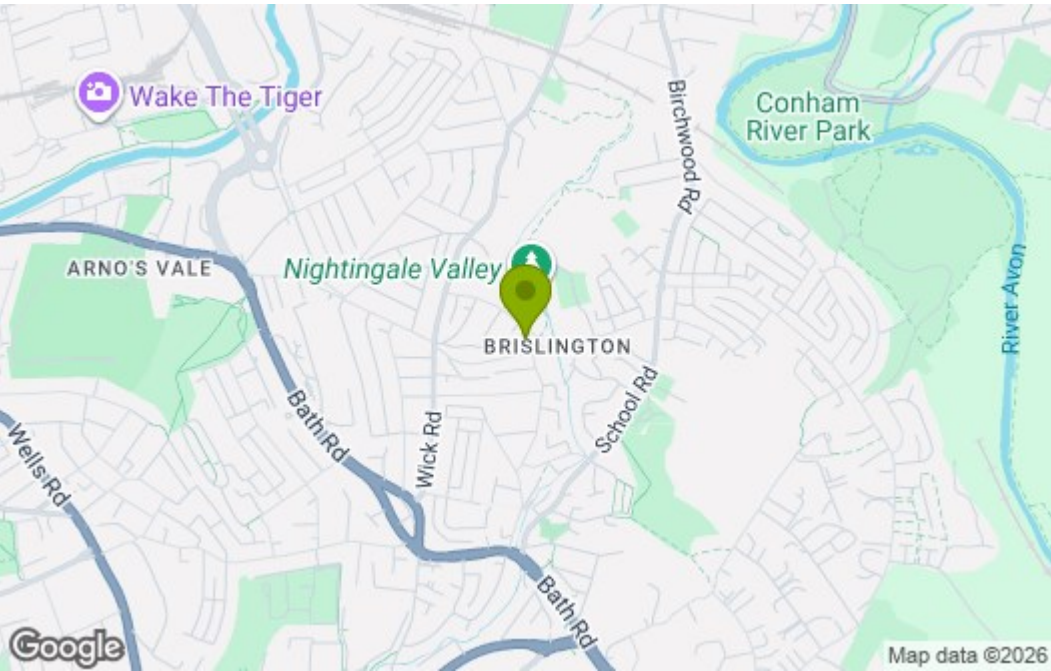 Wake The Tiger
Birchwood Rd
Conham
River Park
ARNO'S VALE
Nightingale Valley
River Avon
BRISLINGTON
Bath Rd
Wick Rd
School Rd
Wells Rd
Bath Rd
Google
Map data ©2026